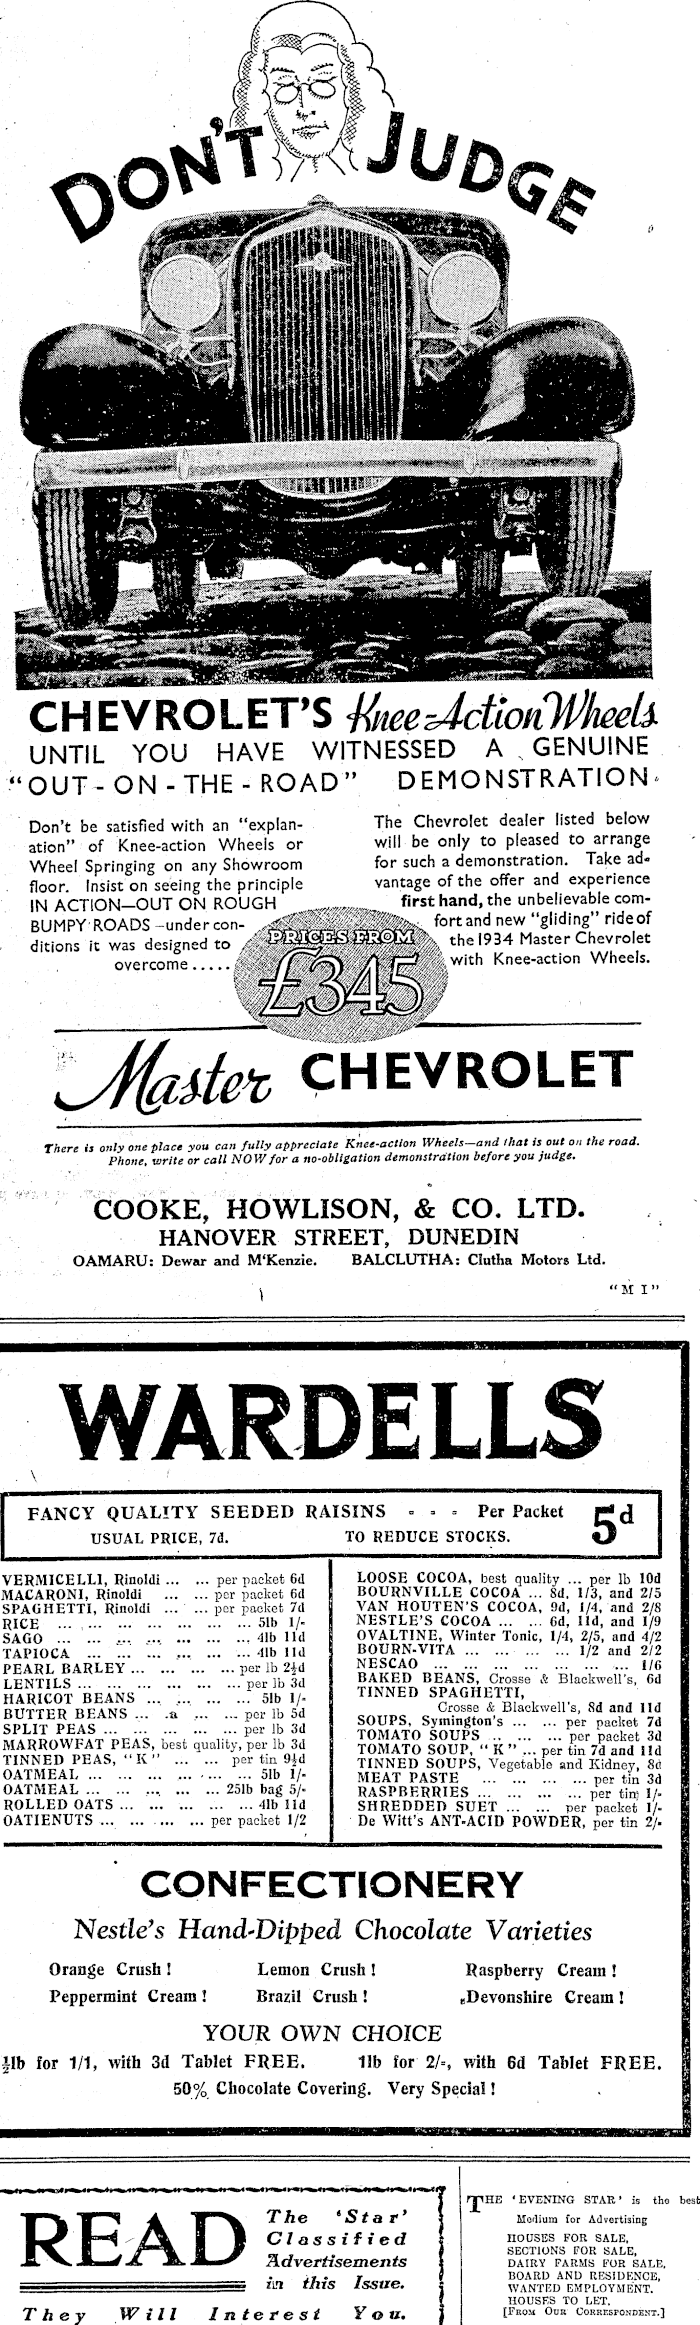 DON'T JUDGE
CHEVROLET'S Knee-Action Wheels
UNTIL YOU HAVE WITNESSED A GENUINE
"OUT-ON-THE-ROAD" DEMONSTRATION.
Don't be satisfied with an "explan-
ation" of Knee-action Wheels or
Wheel Springing on any Showroom
floor. Insist on seeing the principle
IN ACTION—OUT ON ROUGH
BUMPY ROADS—under con-
ditions it was designed to
overcome.....
The Chevrolet dealer listed below
will be only to pleased to arrange
for such a demonstration. Take ad-
vantage of the offer and experience
first hand, the unbelievable com-
fort and new "gliding" ride of
the 1934 Master Chevrolet
with Knee-action Wheels.
PRICES FROM
£345
Master CHEVROLET
There is only one place you can fully appreciate Knee-action Wheels—and that is out on the road.
Phone, write or call NOW for a no-obligation demonstration before you judge.
COOKE, HOWLISON, & CO. LTD.
HANOVER STREET, DUNEDIN
OAMARU: Dewar and M'Kenzie. BALCLUTHA: Clutha Motors Ltd.
"M 1"
WARDELLS
FANCY QUALITY SEEDED RAISINS - - - Per Packet 5d
USUAL PRICE, 7d. TO REDUCE STOCKS.
VERMICELLI, Rinoldi ... ... per packet 6d
MACARONI, Rinoldi ... per packet 6d
SPAGHETTI, Rinoldi ... ... per packet 7d
RICE ... ... ... ... ... ... 5lb 1/-
SAGO ... ... ... ... ... ... 4lb 11d
TAPIOCA ... ... ... ... ... 4lb 11d
PEARL BARLEY ... ... ... ... per lb 2½d
LENTILS ... ... ... ... ... per lb 3d
HARICOT BEANS ... ... ... ... 5lb 1/-
BUTTER BEANS ... ... ... ... per lb 5d
SPLIT PEAS ... ... ... ... ... per lb 3d
MARROWFAT PEAS, best quality, per lb 3d
TINNED PEAS, "K" ... ... per tin 9½d
OATMEAL ... ... ... ... ... ... 5lb 1/-
OATMEAL ... ... ... ... 25lb bag 5/-
ROLLED OATS ... ... ... ... ... 4lb 11d
OATIENUTS ... ... ... ... per packet 1/2
LOOSE COCOA, best quality ... per lb 10d
BOURNVILLE COCOA ... 8d, 1/3, and 2/5
VAN HOUTEN'S COCOA, 9d, 1/4, and 2/8
NESTLE'S COCOA ... ... 6d, 11d, and 1/9
OVALTINE, Winter Tonic, 1/4, 2/5, and 4/2
BOURN-VITA ... ... ... ... 1/2 and 2/2
NESCAO ... ... ... ... ... ... ... 1/6
BAKED BEANS, Crosse & Blackwell's, 6d
TINNED SPAGHETTI,
Crosse & Blackwell's, 8d and 11d
SOUPS, Symington's ... ... per packet 7d
TOMATO SOUPS ... ... ... per packet 3d
TOMATO SOUP, "K" ... per tin 7d and 11d
TINNED SOUPS, Vegetable and Kidney, 8d
MEAT PASTE ... ... ... ... per tin 3d
RASPBERRIES ... ... ... ... per tin 1/-
SHREDDED SUET ... ... per packet 1/-
De Witt's ANT-ACID POWDER, per tin 2/-
CONFECTIONERY
Nestle's Hand-Dipped Chocolate Varieties
Orange Crush! Lemon Crush! Raspberry Cream!
Peppermint Cream! Brazil Crush! Devonshire Cream!
YOUR OWN CHOICE
½lb for 1/1, with 3d Tablet FREE. 1lb for 2/-, with 6d Tablet FREE.
50% Chocolate Covering. Very Special!
READ
The 'Star'
Classified
Advertisements
in this Issue.
They Will Interest You.
THE 'EVENING STAR' is the best
Medium for Advertising
HOUSES FOR SALE,
SECTIONS FOR SALE,
DAIRY FARMS FOR SALE,
BOARD AND RESIDENCE,
WANTED EMPLOYMENT.
HOUSES TO LET.
[FROM OUR CORRESPONDENT.]